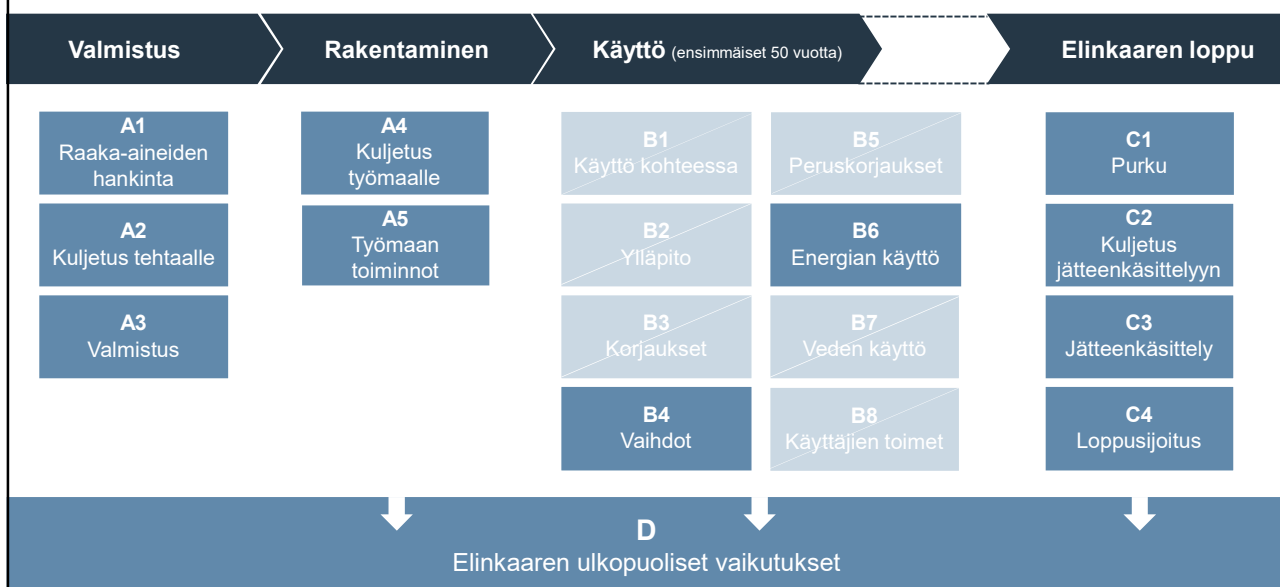 Valmistus
Rakentaminen
Käyttö (ensimmäiset 50 vuotta)
Elinkaaren loppu
A1
Raaka-aineiden
hankinta
A2
Kuljetus tehtaalle
A3
Valmistus
A4
Kuljetus
työmaalle
A5
Työmaan
toiminnot
B1
Käyttö kohteessa
B2
Ylläpito
B3
Korjaukset
B4
Vaihdot
B5
Peruskorjaukset
B6
Energian käyttö
B7
Veden käyttö
B8
Käyttäjien toimet
C1
Purku
C2
Kuljetus
jätteenkäsittelyyn
C3
Jätteenkäsittely
C4
Loppusijoitus
D
Elinkaaren ulkopuoliset vaikutukset